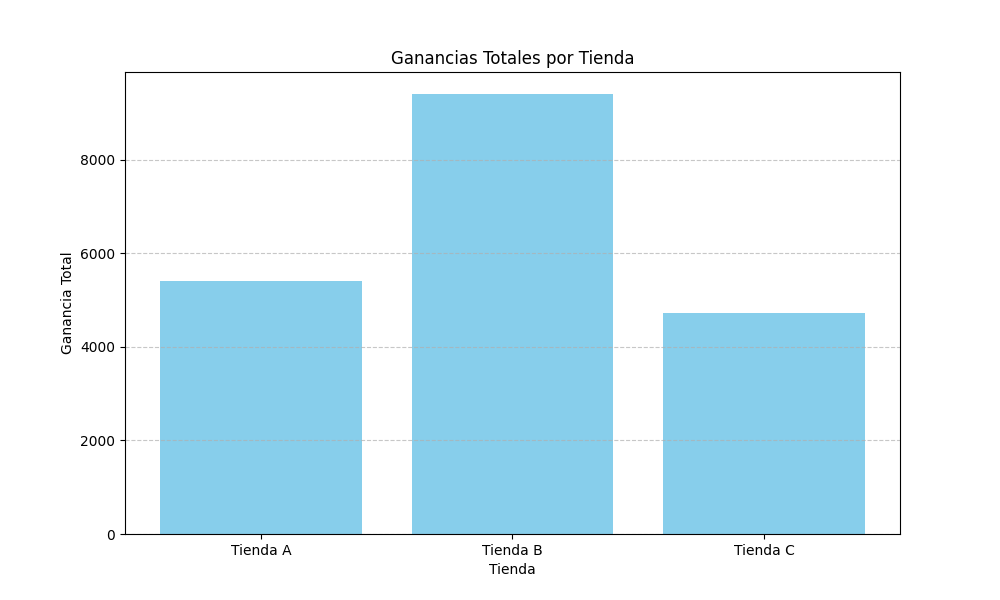 Ganancias Totales por Tienda
Ganancia Total
8000
6000
4000
2000
0
Tienda A
Tienda B
Tienda C
Tienda